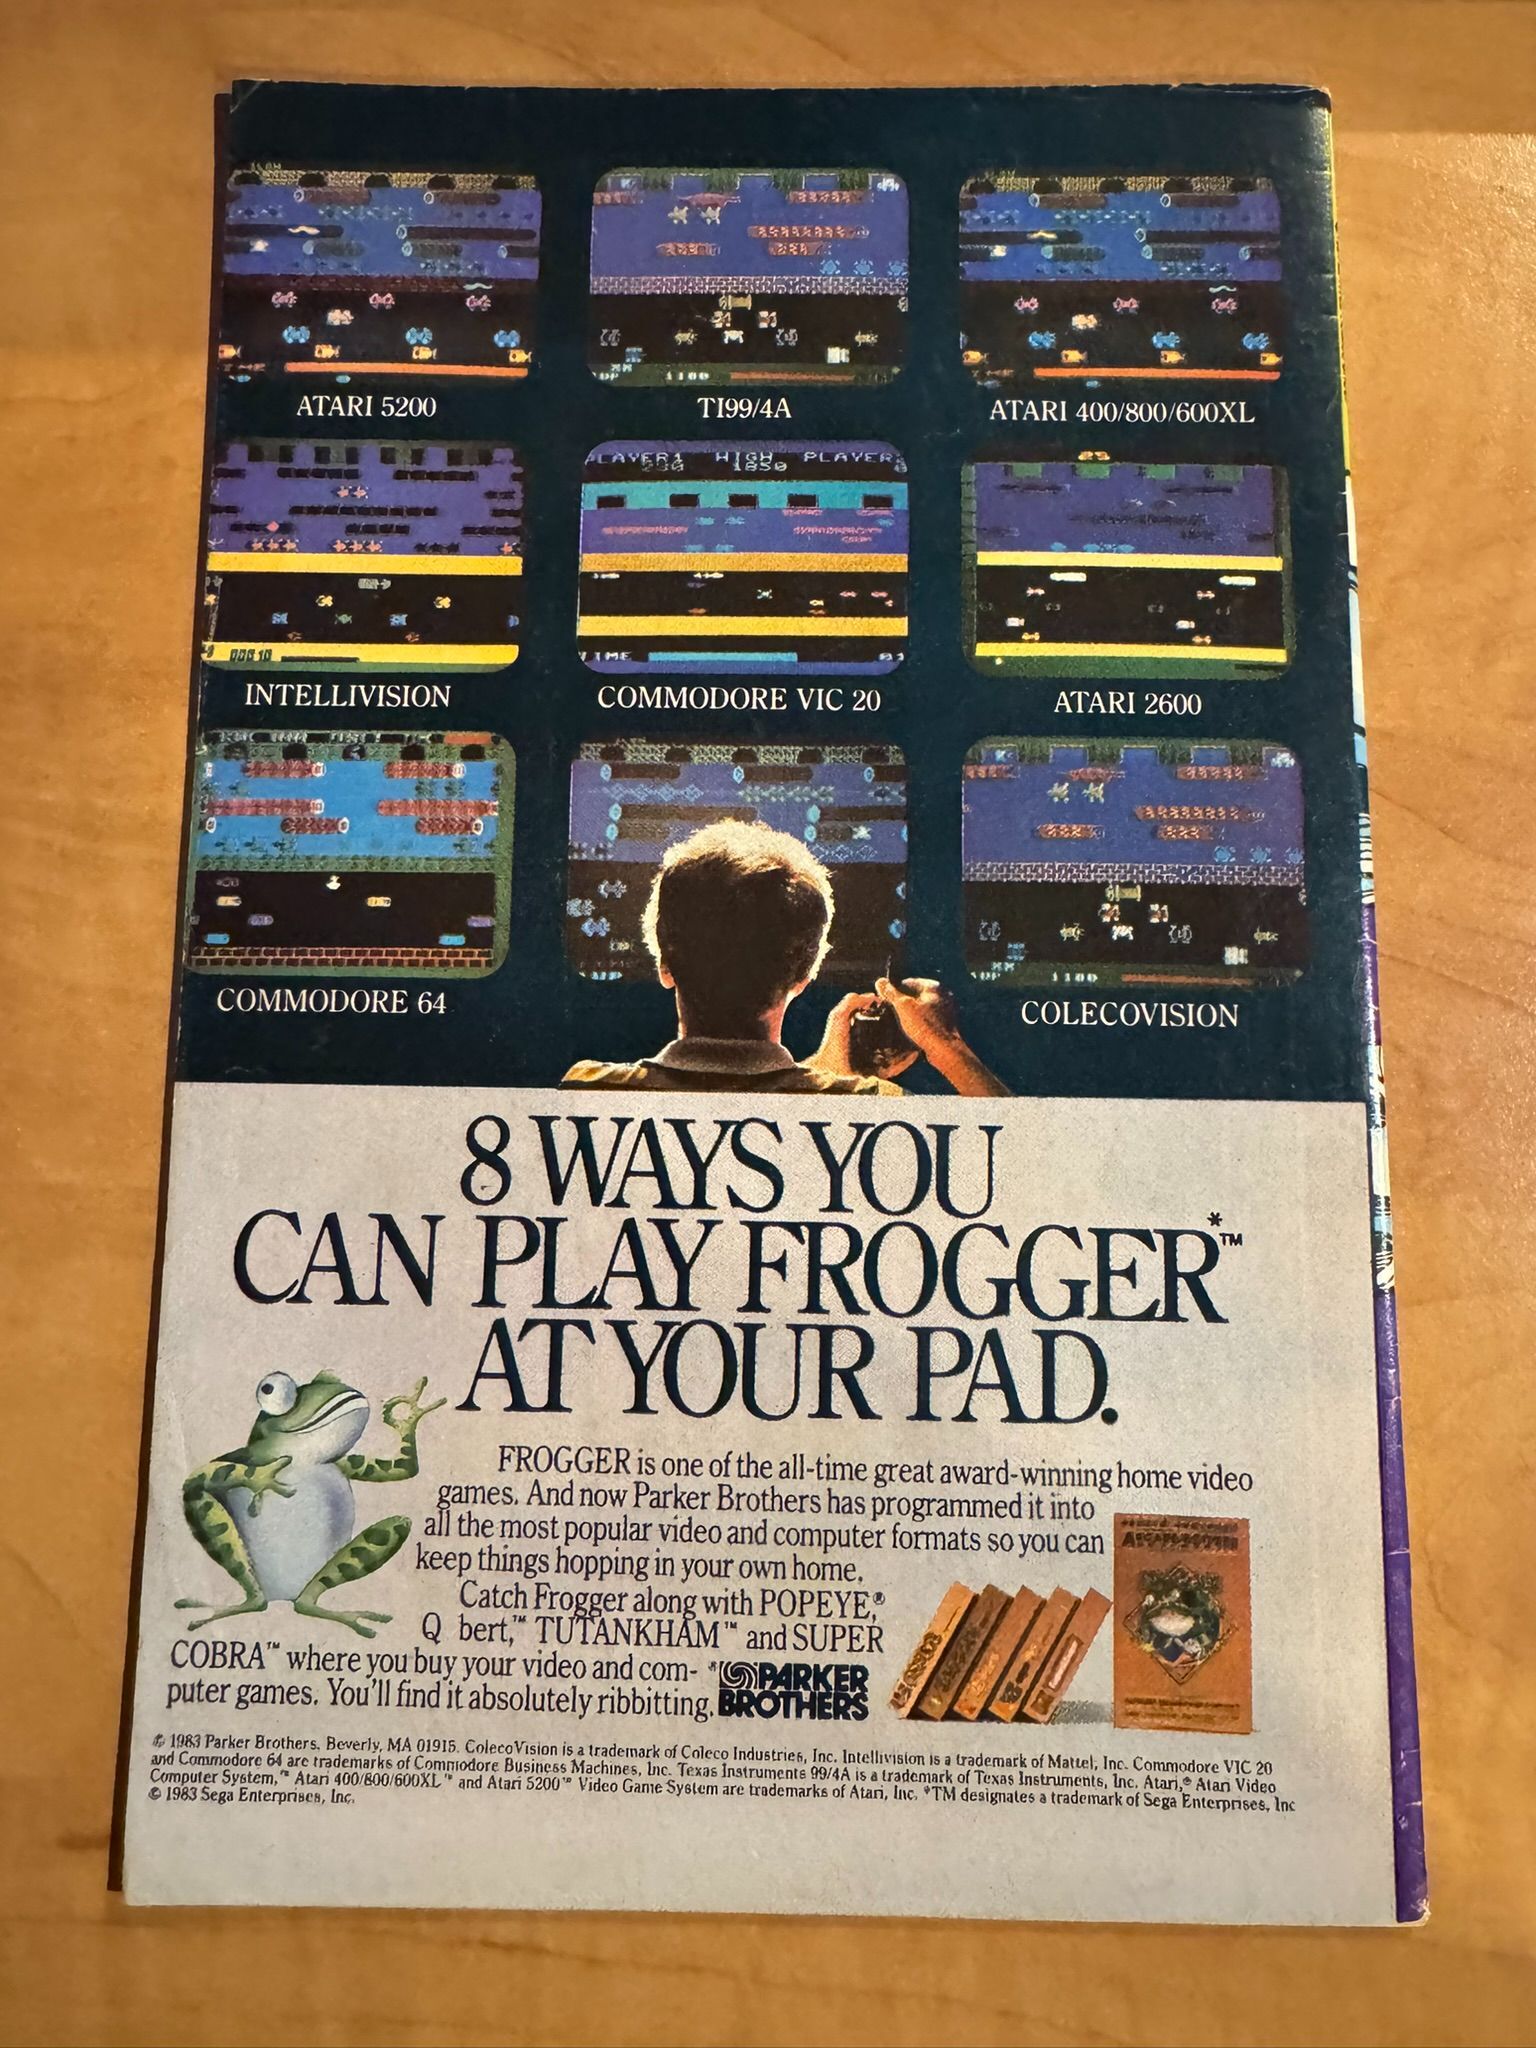 ATARI 5200
TI99/4A
ATARI 400/800/600XL
PLAYER1 HIGH PLAYER
1850
INTELLIVISION
COMMODORE VIC 20
ATARI 2600
COMMODORE 64
1100
COLECOVISION
8 WAYS YOU
CAN PLAY FROGGER*™
AT YOUR PAD.
FROGGER is one of the all-time great award-winning home video
games. And now Parker Brothers has programmed it into
all the most popular video and computer formats so you can
keep things hopping in your own home.
Catch Frogger along with POPEYE,®
Q bert,™ TUTANKHAM™ and SUPER
COBRA™ where you buy your video and com-
puter games. You'll find it absolutely ribbitting.
PARKER
BROTHERS
© 1983 Parker Brothers, Beverly, MA 01915. ColecoVision is a trademark of Coleco Industries, Inc. Intellivision is a trademark of Mattel, Inc. Commodore VIC 20
and Commodore 64 are trademarks of Commodore Business Machines, Inc. Texas Instruments 99/4A is a trademark of Texas Instruments, Inc. Atari,® Atari Video
Computer System,™ Atari 400/800/600XL™ and Atari 5200™ Video Game System are trademarks of Atari, Inc. *TM designates a trademark of Sega Enterprises, Inc
© 1983 Sega Enterprises, Inc.